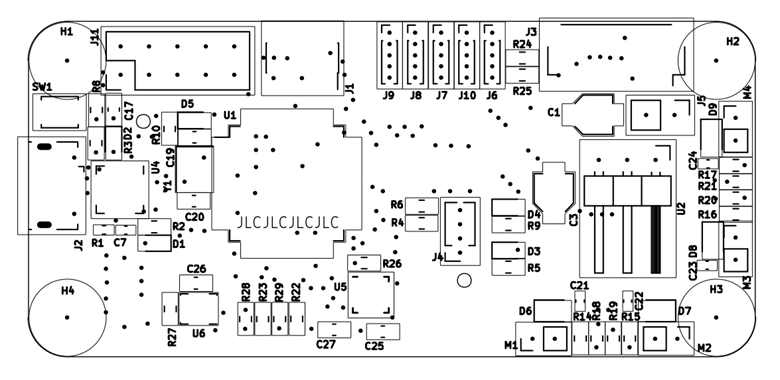 H1
J11
J3
R24
H2
J1
SW1
R8
C17
D5
U1
J9
J8
J7
J10
J6
R25
C1
J5
D9
M4
R3
D2
R10
C19
U4
Y1
C24
R17
R21
R20
R16
U2
C20
R6
R4
D4
R9
C3
JLCJLCJLCJLC
R1
C7
R2
D1
J2
J4
D3
R5
D8
C23
M3
R26
C26
U5
H4
R28
R23
R29
R22
C21
C22
H3
D6
R14
R18
R19
R15
D7
U6
R27
C27
C25
M1
M2